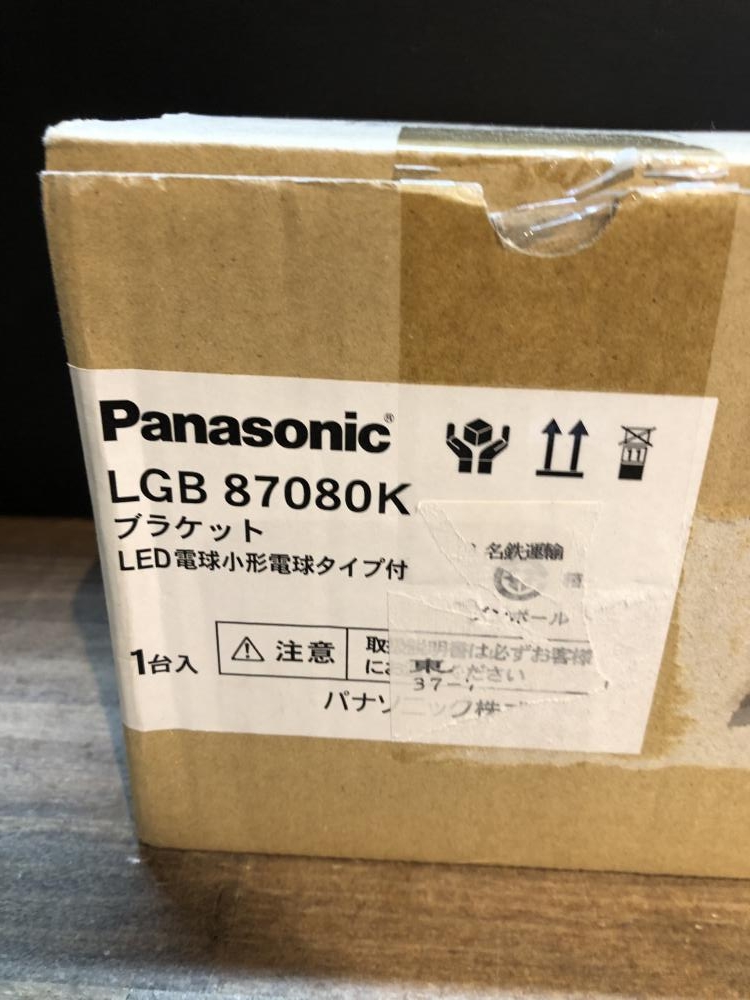 Panasonic®
LGB 87080K
ブラケット
LED電球小形電球タイプ付
11
名鉄運輸
ボール
1台入
注意
取 説明書は必ずお客様
に ください
東
37-
パナソニック株